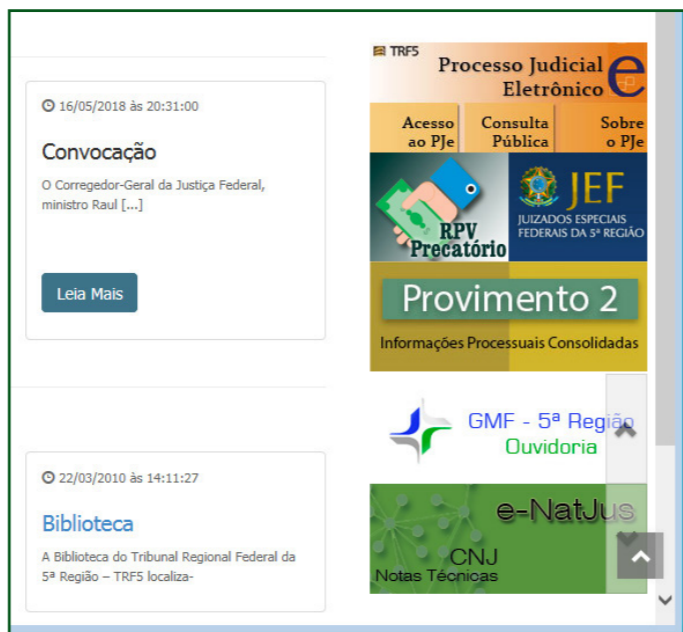 16/05/2018 às 20:31:00
Convocação
O Corregedor-Geral da Justiça Federal,
ministro Raul [...]
Leia Mais
22/03/2010 às 14:11:27
Biblioteca
A Biblioteca do Tribunal Regional Federal da
5ª Região – TRF5 localiza-
TRF5
Processo Judicial
Eletrônico
e
Acesso
ao PJe
Consulta
Pública
Sobre
o PJe
RPV
Precatório
JEF
JUIZADOS ESPECIAIS
FEDERAIS DA 5ª REGIÃO
Provimento 2
Informações Processuais Consolidadas
GMF - 5ª Região
Ouvidoria
e-NatJus
CNJ
Notas Técnicas